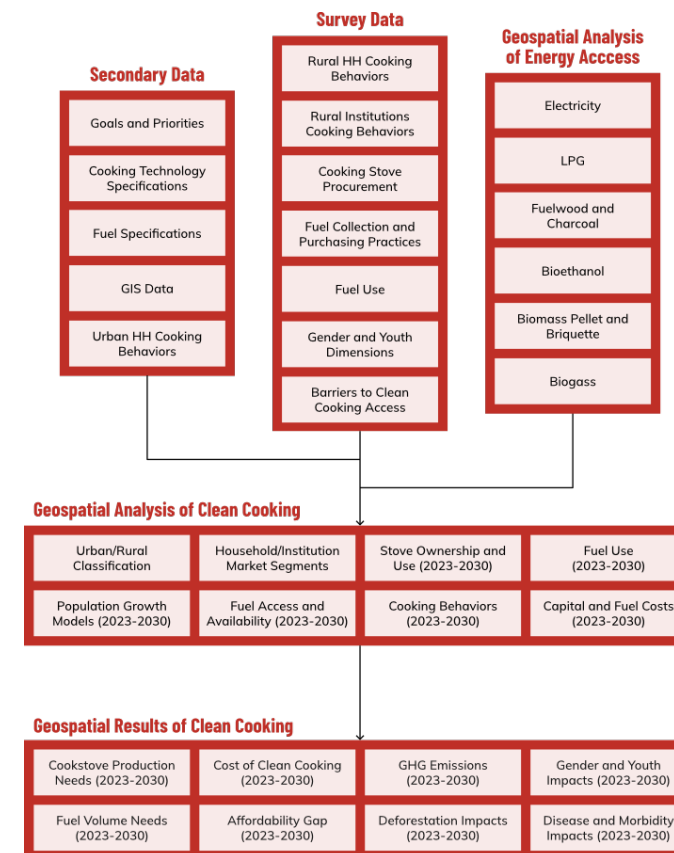 Secondary Data
Goals and Priorities
Cooking Technology
Specifications
Fuel Specifications
GIS Data
Urban HH Cooking
Behaviors
Survey Data
Rural HH Cooking
Behaviors
Rural Institutions
Cooking Behaviors
Cooking Stove
Procurement
Fuel Collection and
Purchasing Practices
Fuel Use
Gender and Youth
Dimensions
Barriers to Clean
Cooking Access
Geospatial Analysis
of Energy Acccess
Electricity
LPG
Fuelwood and
Charcoal
Bioethanol
Biomass Pellet and
Briquette
Biogass
Geospatial Analysis of Clean Cooking
Urban/Rural
Classification
Household/Institution
Market Segments
Stove Ownership and
Use (2023-2030)
Fuel Use
(2023-2030)
Population Growth
Models (2023-2030)
Fuel Access and
Availability (2023-2030)
Cooking Behaviors
(2023-2030)
Capital and Fuel Costs
(2023-2030)
Geospatial Results of Clean Cooking
Cookstove Production
Needs (2023-2030)
Cost of Clean Cooking
(2023-2030)
GHG Emissions
(2023-2030)
Gender and Youth
Impacts (2023-2030)
Fuel Volume Needs
(2023-2030)
Affordability Gap
(2023-2030)
Deforestation Impacts
(2023-2030)
Disease and Morbidity
Impacts (2023-2030)